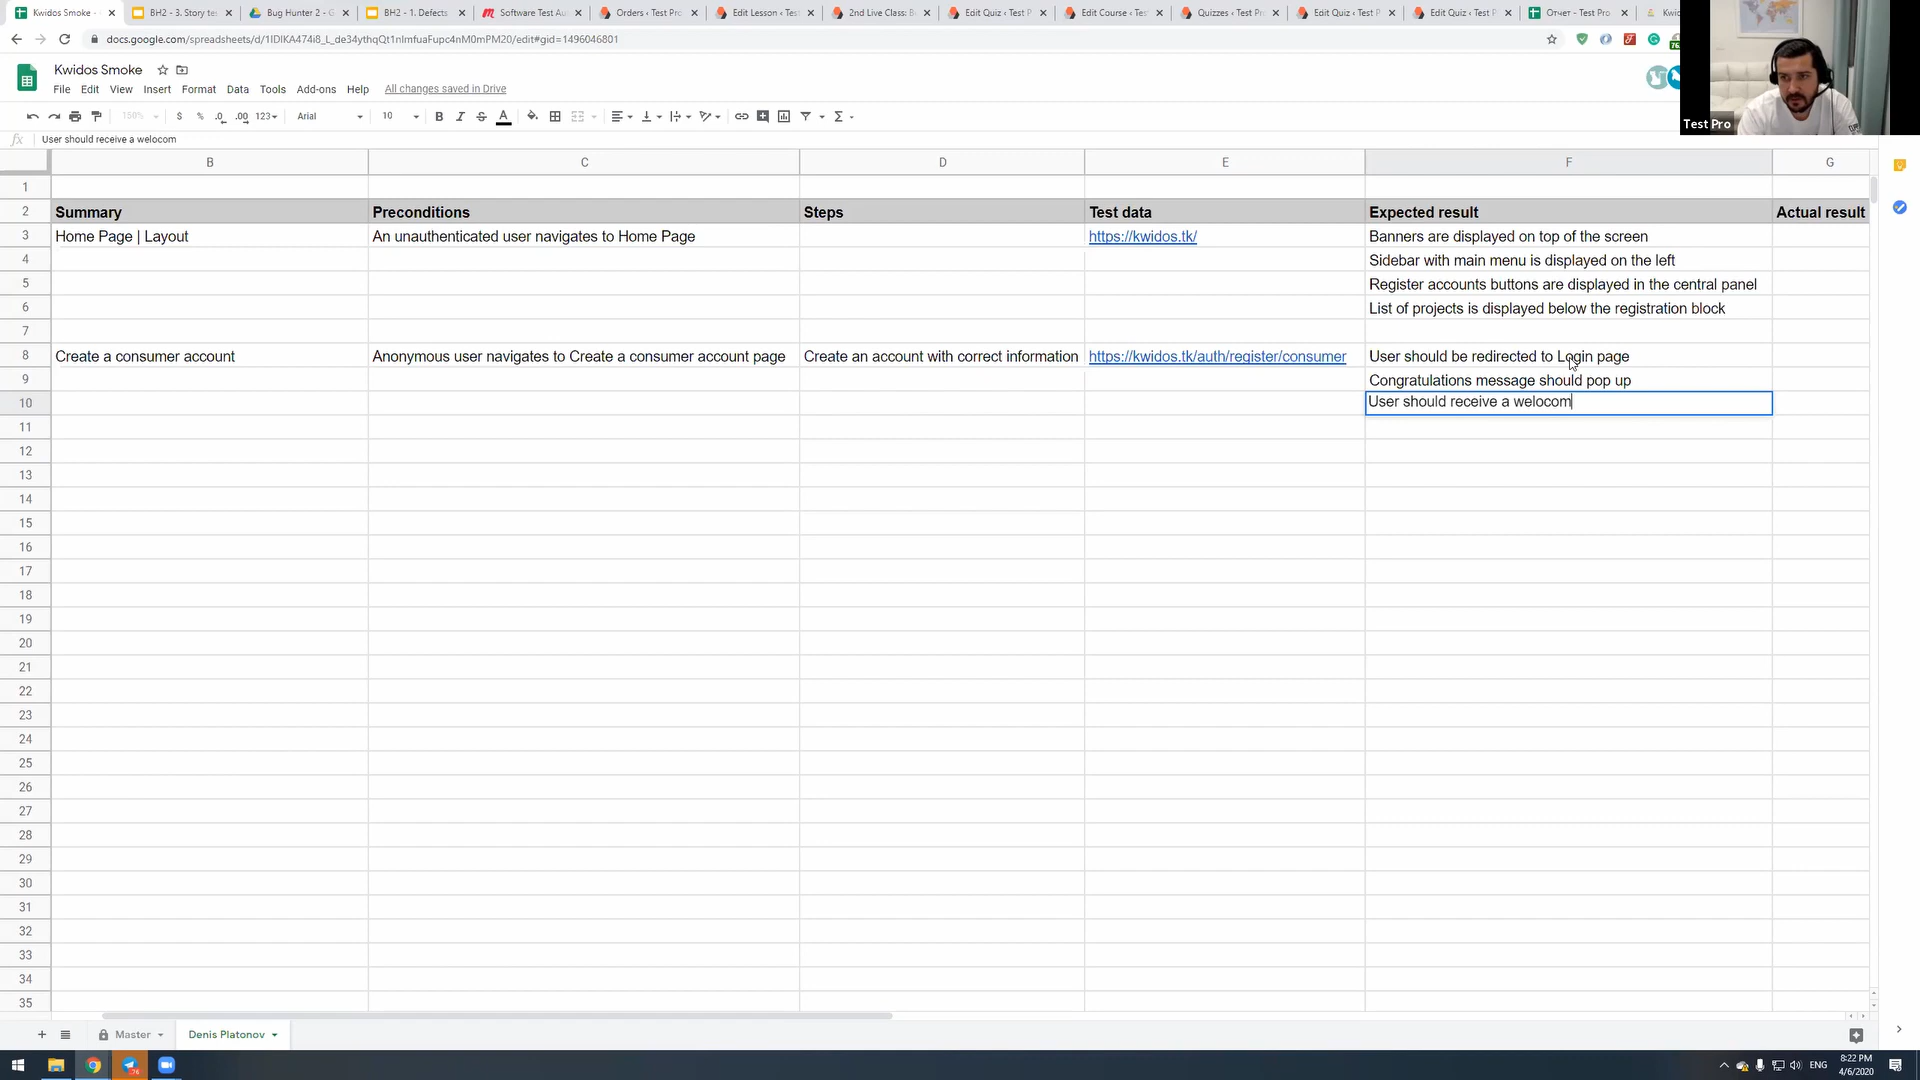 Kwidos Smoke -
BH2 - 3. Story te
Bug Hunter 2 - G
BH2 - 1. Defects
Software Test Au
Orders ‹ Test Pro
Edit Lesson ‹ Test
2nd Live Class: B
Edit Quiz ‹ Test P
Edit Course ‹ Test
Quizzes ‹ Test Pr
Edit Quiz ‹ Test P
Edit Quiz ‹ Test P
Отчет - Test Pro
Kwid
docs.google.com/spreadsheets/d/1IDIKA474i8_L_de34ythqQt1nImfuaFupc4nM0mPM20/edit#gid=1496046801
Kwidos Smoke
File Edit View Insert Format Data Tools Add-ons Help All changes saved in Drive
150% $ % .0 .00 123 Arial 10 B I S A Σ
Test Pro
fx User should receive a welocom
B C D E F G
1
2 Summary Preconditions Steps Test data Expected result Actual result
3 Home Page | Layout An unauthenticated user navigates to Home Page https://kwidos.tk/ Banners are displayed on top of the screen
4 Sidebar with main menu is displayed on the left
5 Register accounts buttons are displayed in the central panel
6 List of projects is displayed below the registration block
7
8 Create a consumer account Anonymous user navigates to Create a consumer account page Create an account with correct information https://kwidos.tk/auth/register/consumer User should be redirected to Login page
9 Congratulations message should pop up
10 User should receive a welocom
11
12
13
14
15
16
17
18
19
20
21
22
23
24
25
26
27
28
29
30
31
32
33
34
35
Master
Denis Platonov
ENG
8:22 PM
4/6/2020